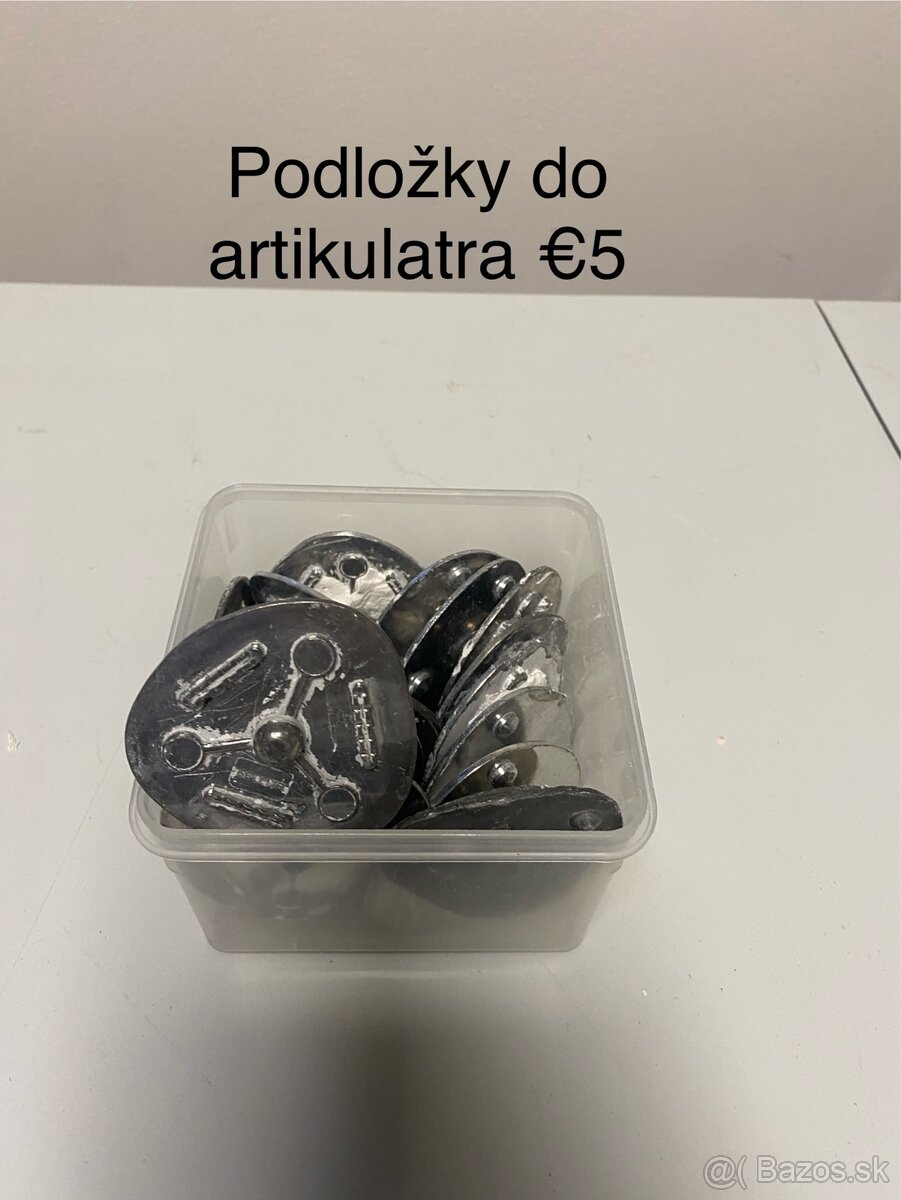 Podložky do
artikulatra €5
@( Bazos.sk